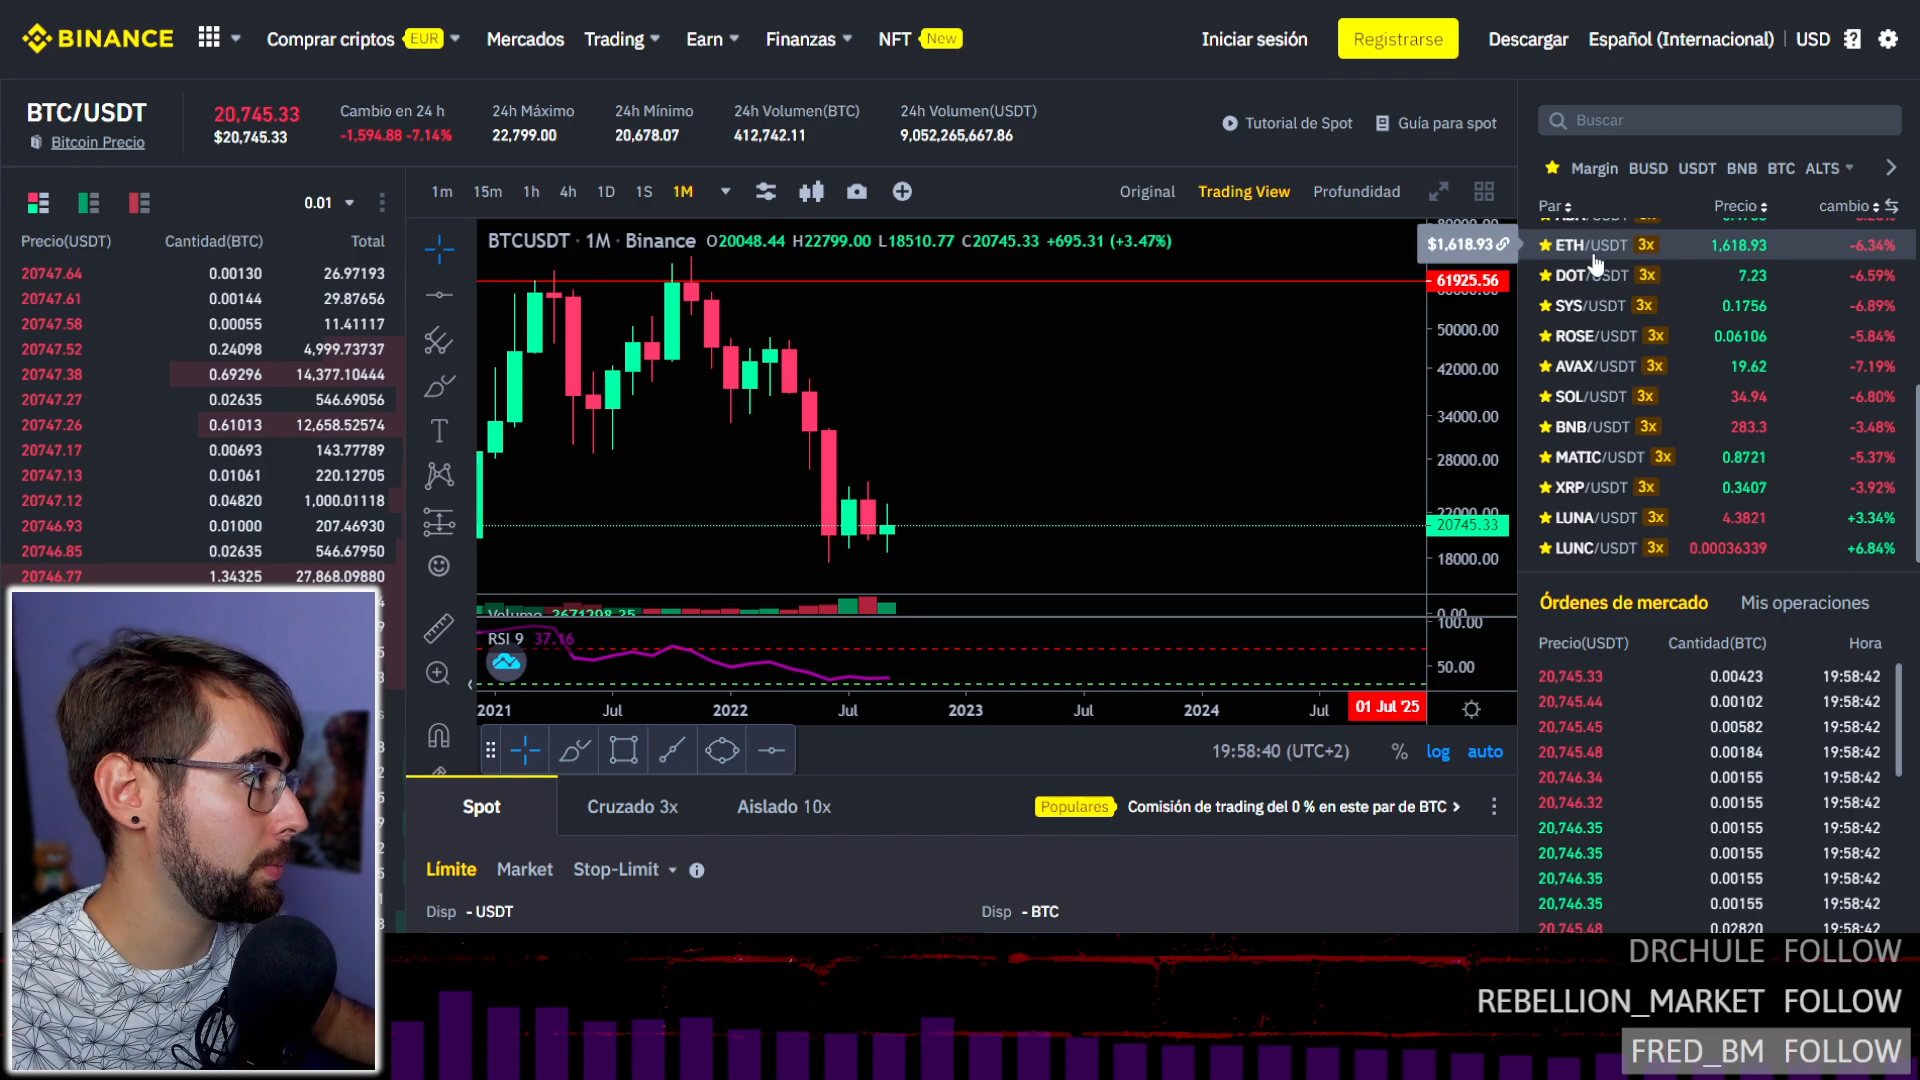 BINANCE Comprar criptos EUR Mercados Trading Earn Finanzas NFT New Iniciar sesión Registrarse Descargar Español (Internacional) USD
BTC/USDT
Bitcoin Precio
20,745.33
$20,745.33
Cambio en 24 h
-1,594.88 -7.14%
24h Máximo
22,799.00
24h Mínimo
20,678.07
24h Volumen(BTC)
412,742.11
24h Volumen(USDT)
9,052,265,667.86
Tutorial de Spot Guía para spot
0.01
Precio(USDT) Cantidad(BTC) Total
20747.64 0.00130 26.97193
20747.61 0.00144 29.87656
20747.58 0.00055 11.41117
20747.52 0.24098 4,999.73737
20747.38 0.69296 14,377.10444
20747.27 0.02635 546.69056
20747.26 0.61013 12,658.52574
20747.17 0.00693 143.77789
20747.13 0.01061 220.12705
20747.12 0.04820 1,000.01118
20746.93 0.01000 207.46930
20746.85 0.02635 546.67950
20746.77 1.34325 27,868.09880
1m 15m 1h 4h 1D 1S 1M Original Trading View Profundidad
BTCUSDT · 1M · Binance O20048.44 H22799.00 L18510.77 C20745.33 +695.31 (+3.47%)
80000.00
$1,618.93
61925.56
50000.00
42000.00
34000.00
28000.00
22000.00
20745.33
18000.00
Volumo 2671298.25
0.00
100.00
RSI 9 37.16
50.00
2021 Jul 2022 Jul 2023 Jul 2024 Jul 01 Jul '25
19:58:40 (UTC+2) % log auto
Spot Cruzado 3x Aislado 10x Populares Comisión de trading del 0 % en este par de BTC >
Límite Market Stop-Limit
Disp - USDT Disp - BTC
Buscar
Margin BUSD USDT BNB BTC ALTS
Par Precio cambio
ETH/USDT 3x 1,618.93 -6.34%
DOT/USDT 3x 7.23 -6.59%
SYS/USDT 3x 0.1756 -6.89%
ROSE/USDT 3x 0.06106 -5.84%
AVAX/USDT 3x 19.62 -7.19%
SOL/USDT 3x 34.94 -6.80%
BNB/USDT 3x 283.3 -3.48%
MATIC/USDT 3x 0.8721 -5.37%
XRP/USDT 3x 0.3407 -3.92%
LUNA/USDT 3x 4.3821 +3.34%
LUNC/USDT 3x 0.00036339 +6.84%
Órdenes de mercado Mis operaciones
Precio(USDT) Cantidad(BTC) Hora
20,745.33 0.00423 19:58:42
20,745.44 0.00102 19:58:42
20,745.45 0.00582 19:58:42
20,745.48 0.00184 19:58:42
20,746.34 0.00155 19:58:42
20,746.32 0.00155 19:58:42
20,746.35 0.00155 19:58:42
20,746.35 0.00155 19:58:42
20,746.35 0.00155 19:58:42
20,746.35 0.00155 19:58:42
20,745.48 0.02820 19:58:42
DRCHULE FOLLOW
REBELLION_MARKET FOLLOW
FRED_BM FOLLOW